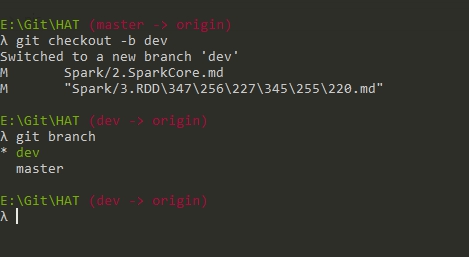 E:\Git\HAT (master -> origin)
λ git checkout -b dev
Switched to a new branch 'dev'
M       Spark/2.SparkCore.md
M       "Spark/3.RDD\347\256\227\345\255\220.md"
E:\Git\HAT (dev -> origin)
λ git branch
* dev
  master
E:\Git\HAT (dev -> origin)
λ